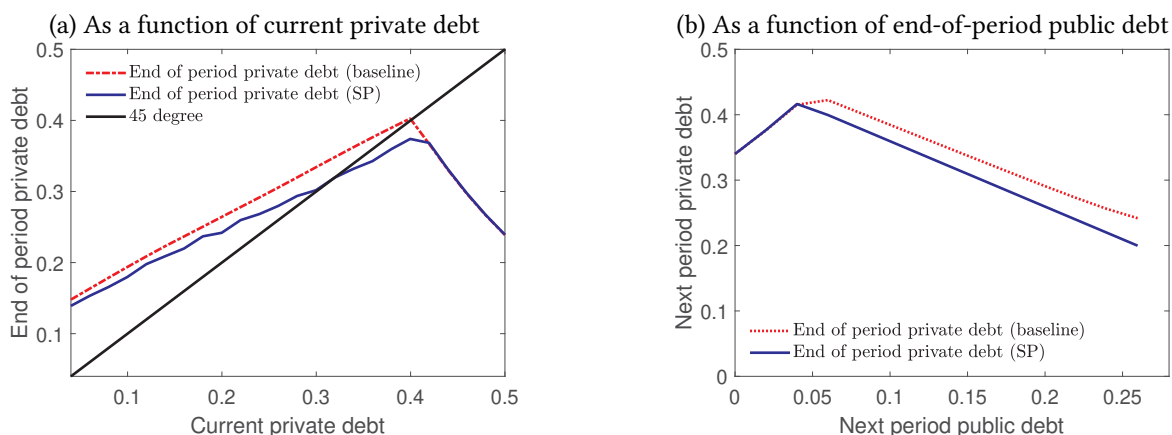 (a) As a function of current private debt
0.5
0.4
0.3
0.2
0.1
End of period private debt
End of period private debt (baseline)
End of period private debt (SP)
45 degree
0.1
0.2
0.3
0.4
0.5
Current private debt
(b) As a function of end-of-period public debt
0.5
0.4
0.3
0.2
0.1
0
Next period private debt
End of period private debt (baseline)
End of period private debt (SP)
0
0.05
0.1
0.15
0.2
0.25
Next period public debt